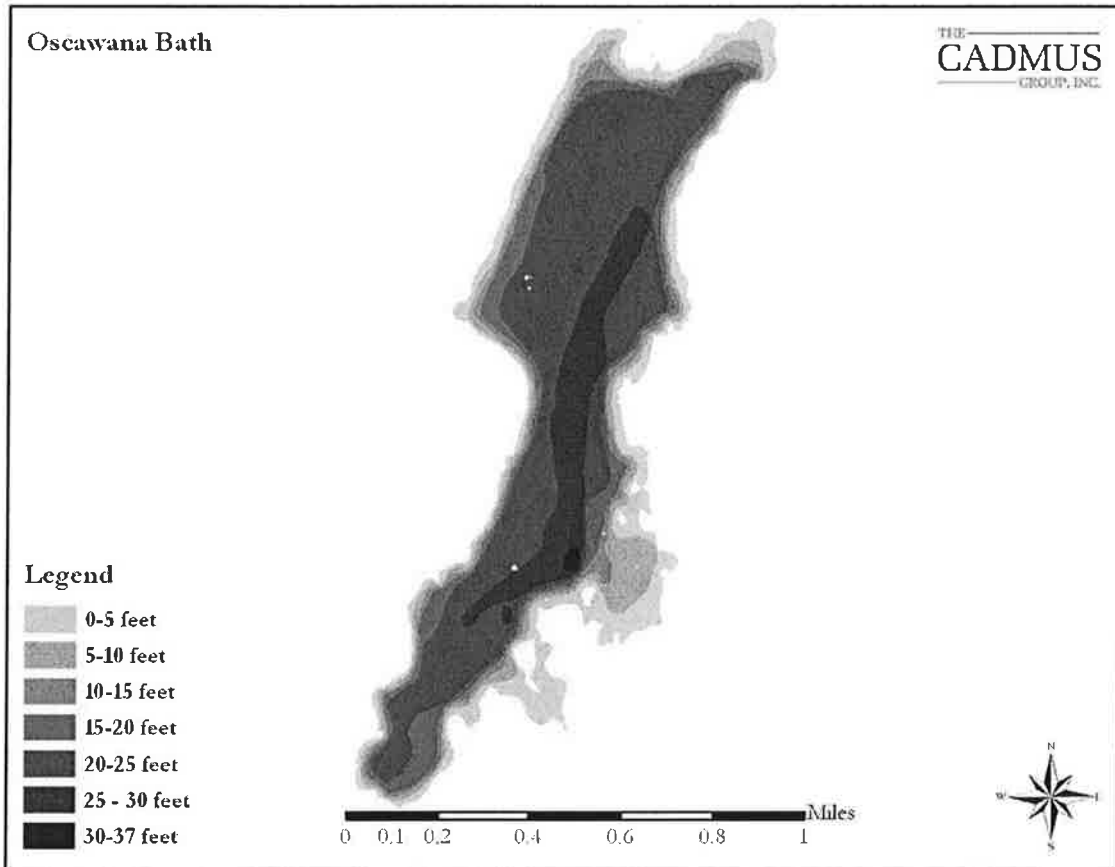 Oscawana Bath
THE
CADMUS
GROUP, INC.
Legend
0-5 feet
5-10 feet
10-15 feet
15-20 feet
20-25 feet
25 - 30 feet
30-37 feet
Miles
0 0.1 0.2 0.4 0.6 0.8 1
N
W E
S